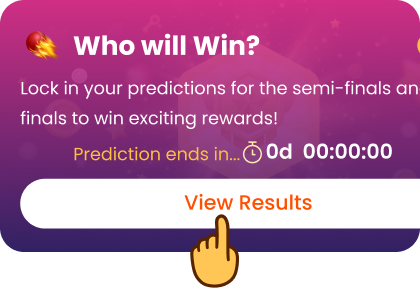 Who will Win?
Lock in your predictions for the semi-finals an
finals to win exciting rewards!
Prediction ends in... 0d 00:00:00
View Results